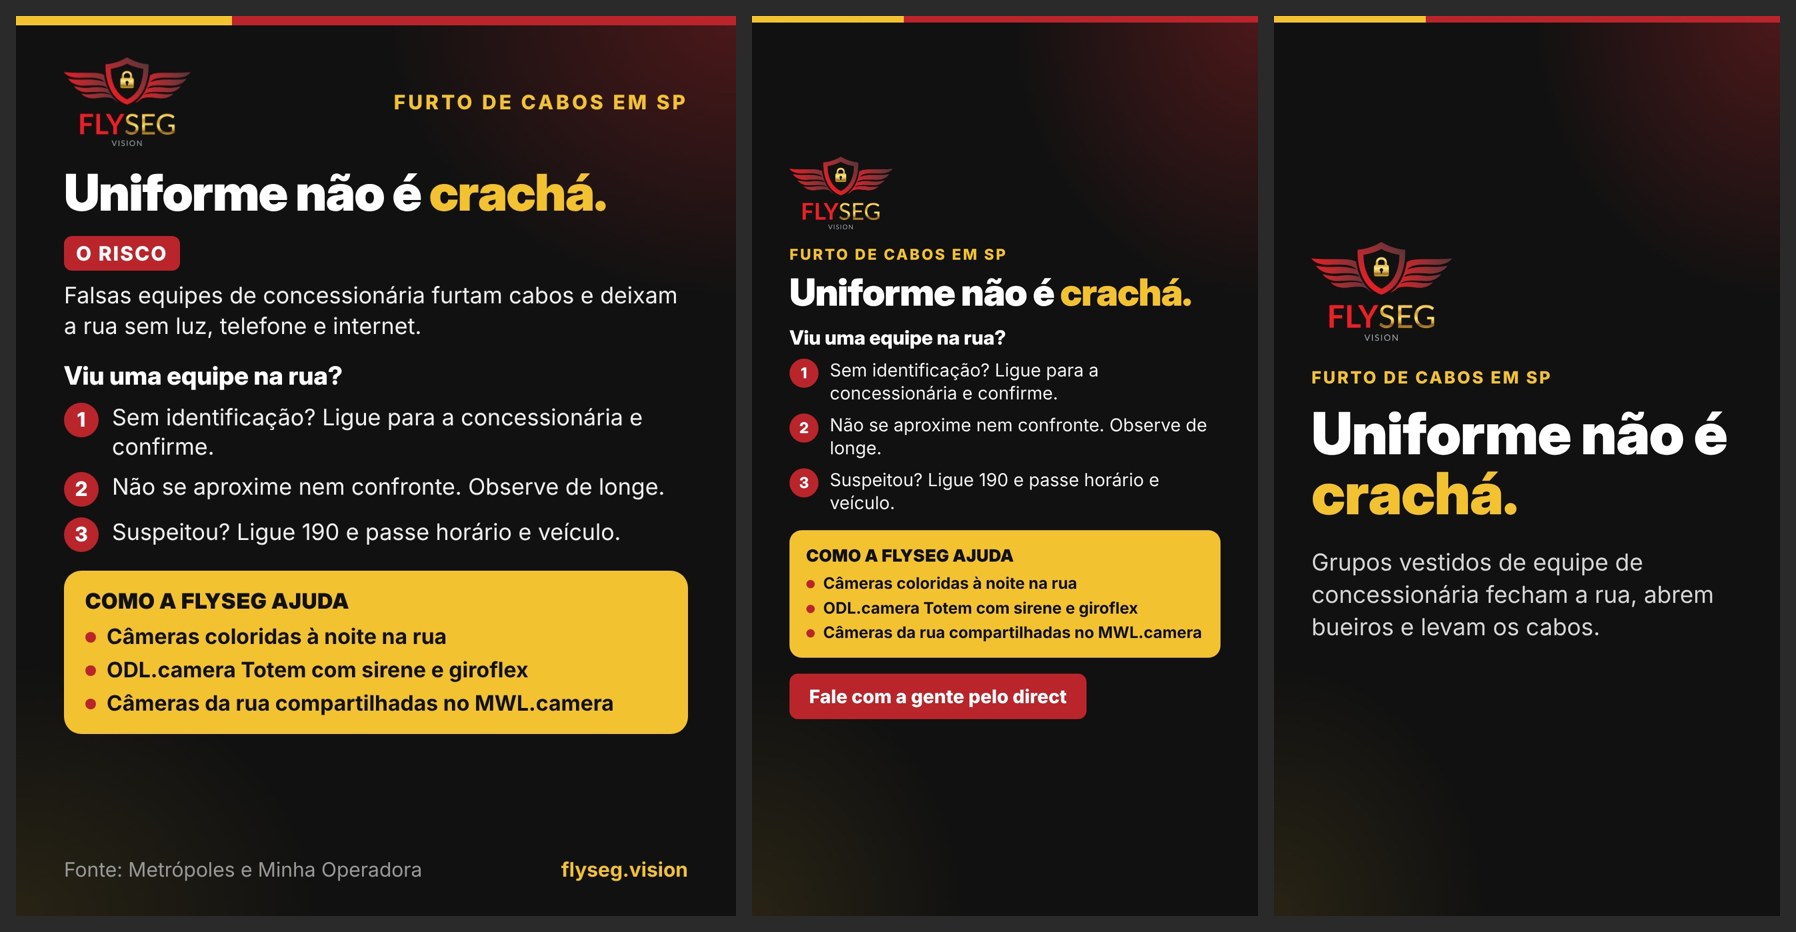 FLYSEG
VISION
FURTO DE CABOS EM SP
Uniforme não é crachá.
O RISCO
Falsas equipes de concessionária furtam cabos e deixam
a rua sem luz, telefone e internet.
Viu uma equipe na rua?
1 Sem identificação? Ligue para a concessionária e
confirme.
2 Não se aproxime nem confronte. Observe de longe.
3 Suspeitou? Ligue 190 e passe horário e veículo.
COMO A FLYSEG AJUDA
Câmeras coloridas à noite na rua
ODL.camera Totem com sirene e giroflex
Câmeras da rua compartilhadas no MWL.camera
Fonte: Metrópoles e Minha Operadora
flyseg.vision
FLYSEG
VISION
FURTO DE CABOS EM SP
Uniforme não é crachá.
Viu uma equipe na rua?
1 Sem identificação? Ligue para a
concessionária e confirme.
2 Não se aproxime nem confronte. Observe de
longe.
3 Suspeitou? Ligue 190 e passe horário e
veículo.
COMO A FLYSEG AJUDA
Câmeras coloridas à noite na rua
ODL.camera Totem com sirene e giroflex
Câmeras da rua compartilhadas no MWL.camera
Fale com a gente pelo direct
FLYSEG
VISION
FURTO DE CABOS EM SP
Uniforme não é
crachá.
Grupos vestidos de equipe de
concessionária fecham a rua, abrem
bueiros e levam os cabos.